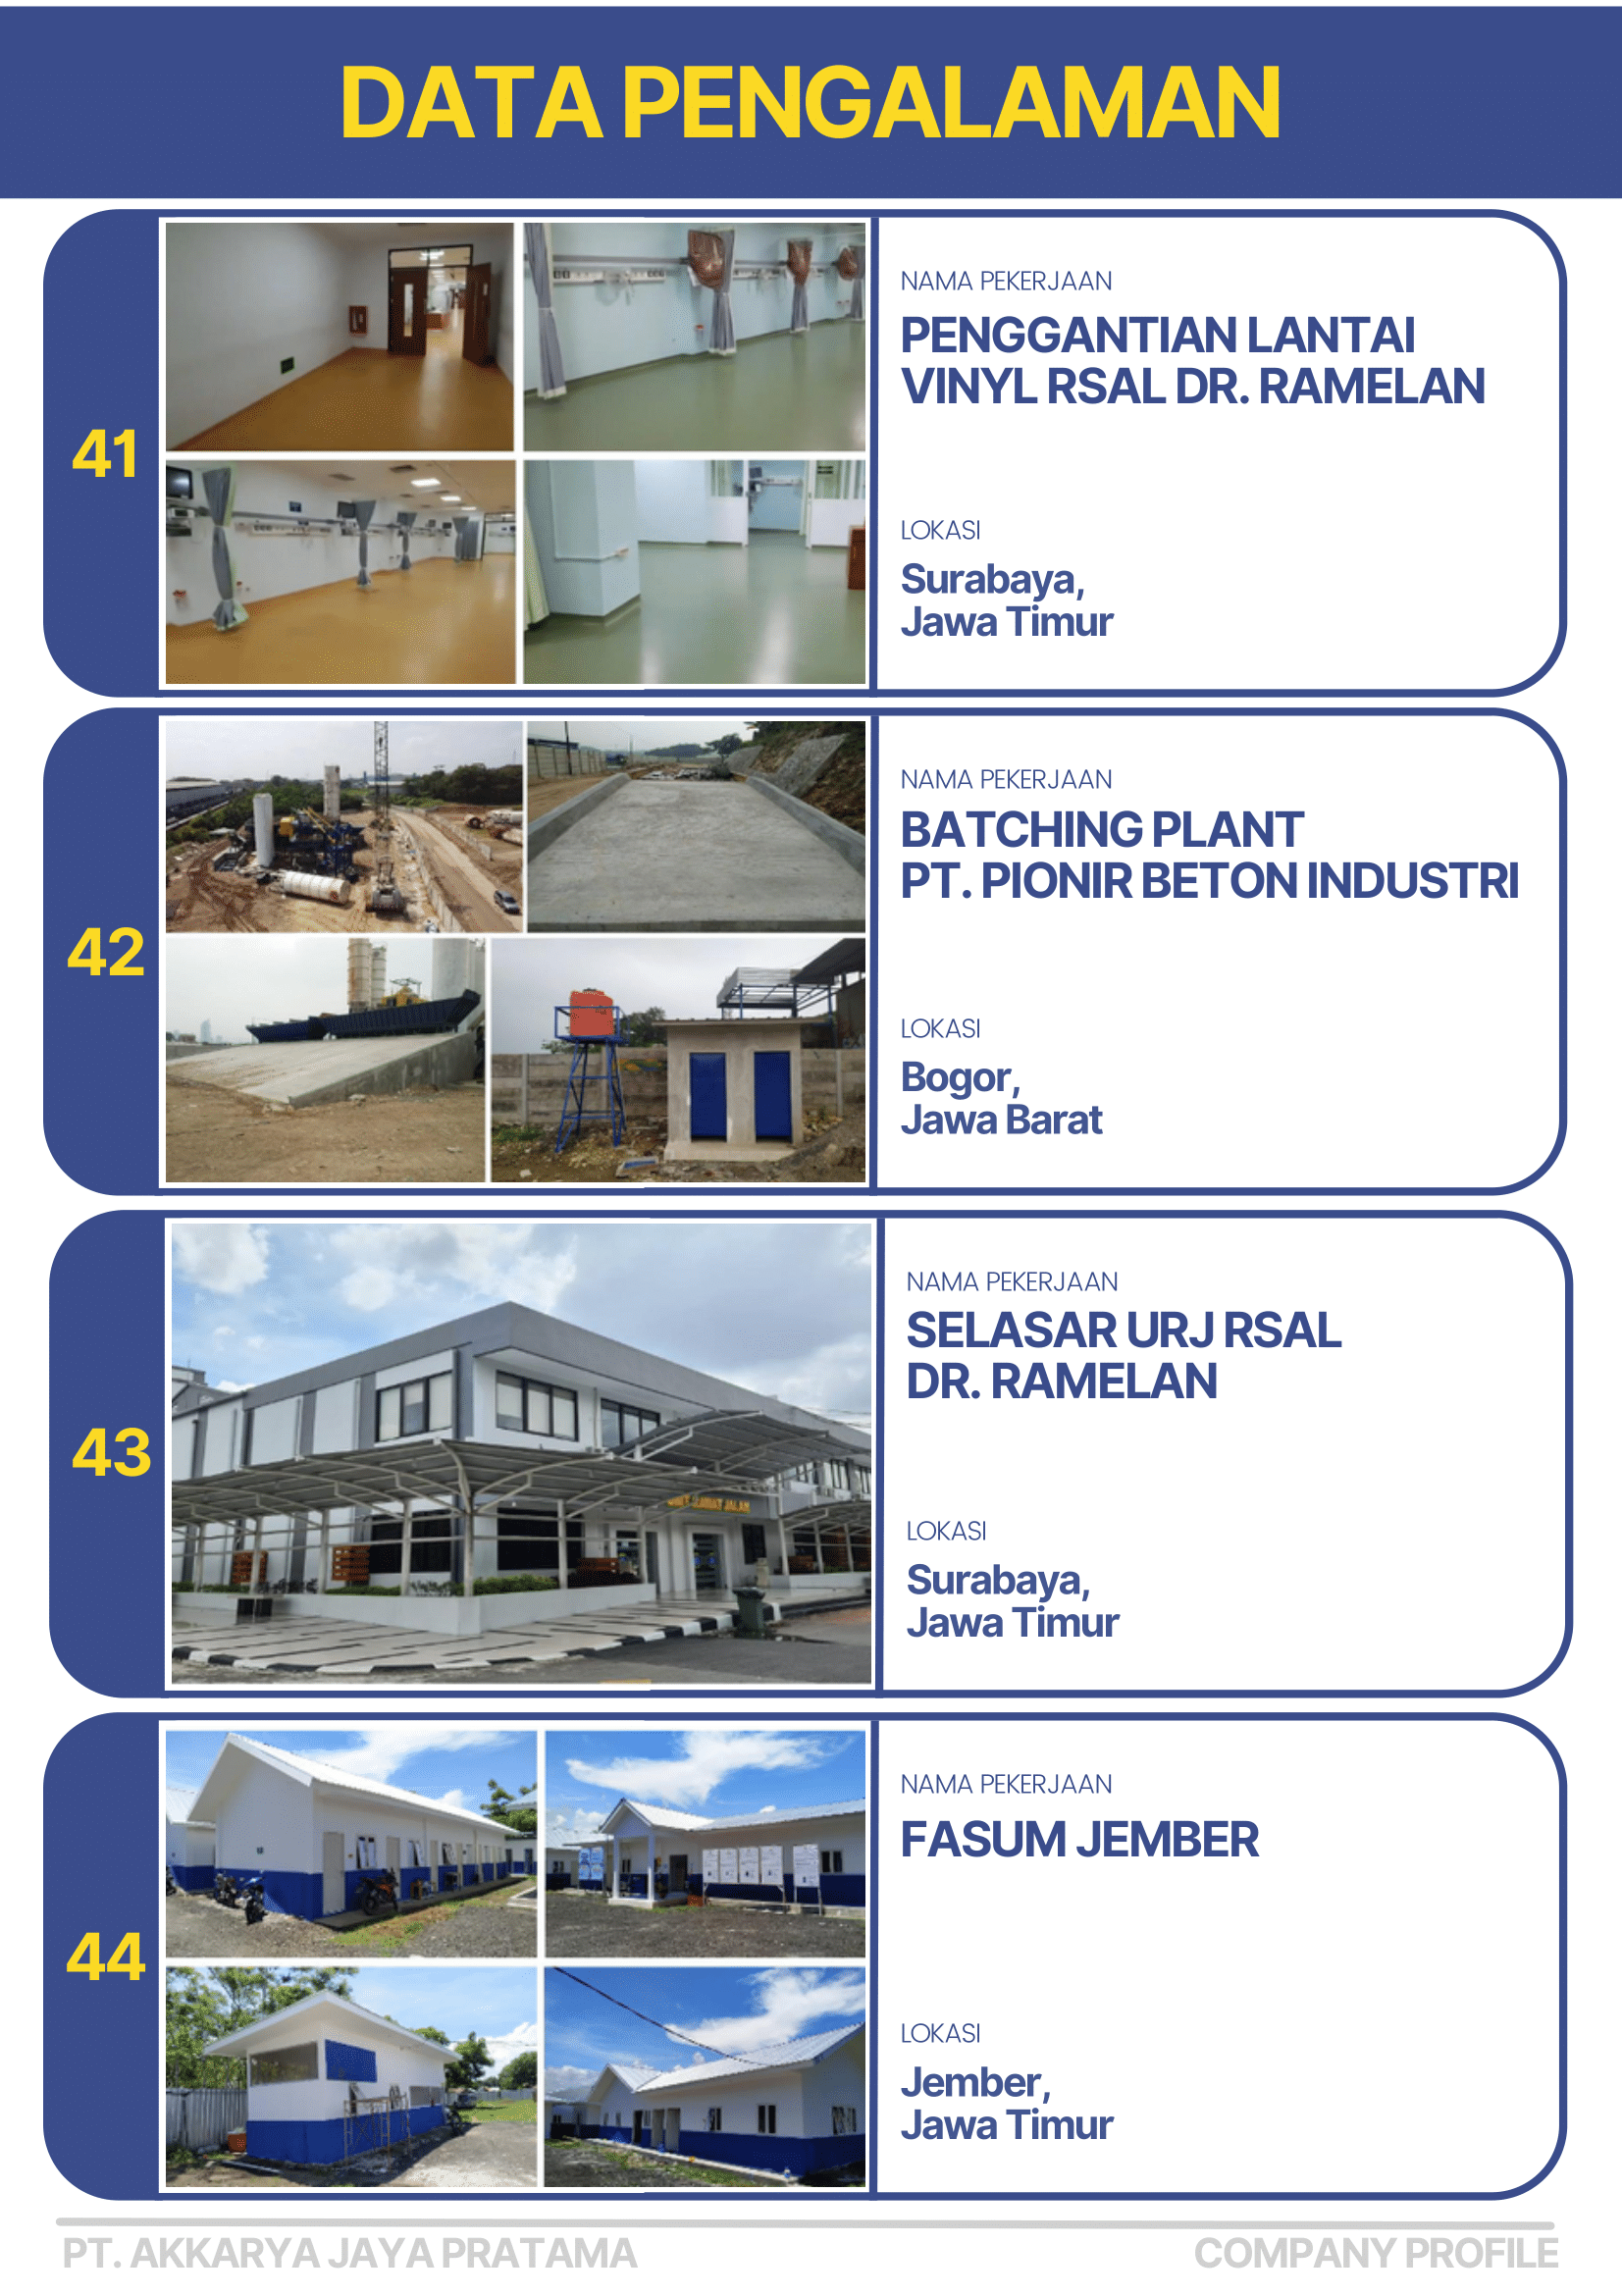 DATA PENGALAMAN
41
NAMA PEKERJAAN
PENGGANTIAN LANTAI
VINYL RSAL DR. RAMELAN
LOKASI
Surabaya,
Jawa Timur
42
NAMA PEKERJAAN
BATCHING PLANT
PT. PIONIR BETON INDUSTRI
LOKASI
Bogor,
Jawa Barat
43
RAWAT JALAN
NAMA PEKERJAAN
SELASAR URJ RSAL
DR. RAMELAN
LOKASI
Surabaya,
Jawa Timur
44
NAMA PEKERJAAN
FASUM JEMBER
LOKASI
Jember,
Jawa Timur
PT. AKKARYA JAYA PRATAMA
COMPANY PROFILE